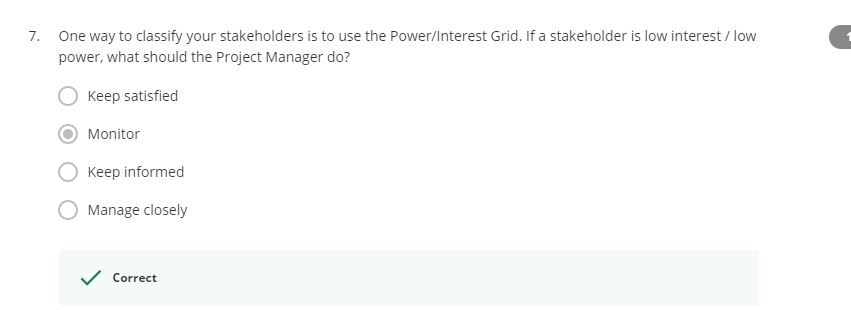 7. One way to classify your stakeholders is to use the Power/Interest Grid. If a stakeholder is low interest / low
power, what should the Project Manager do?
Keep satisfied
Monitor
Keep informed
Manage closely
Correct